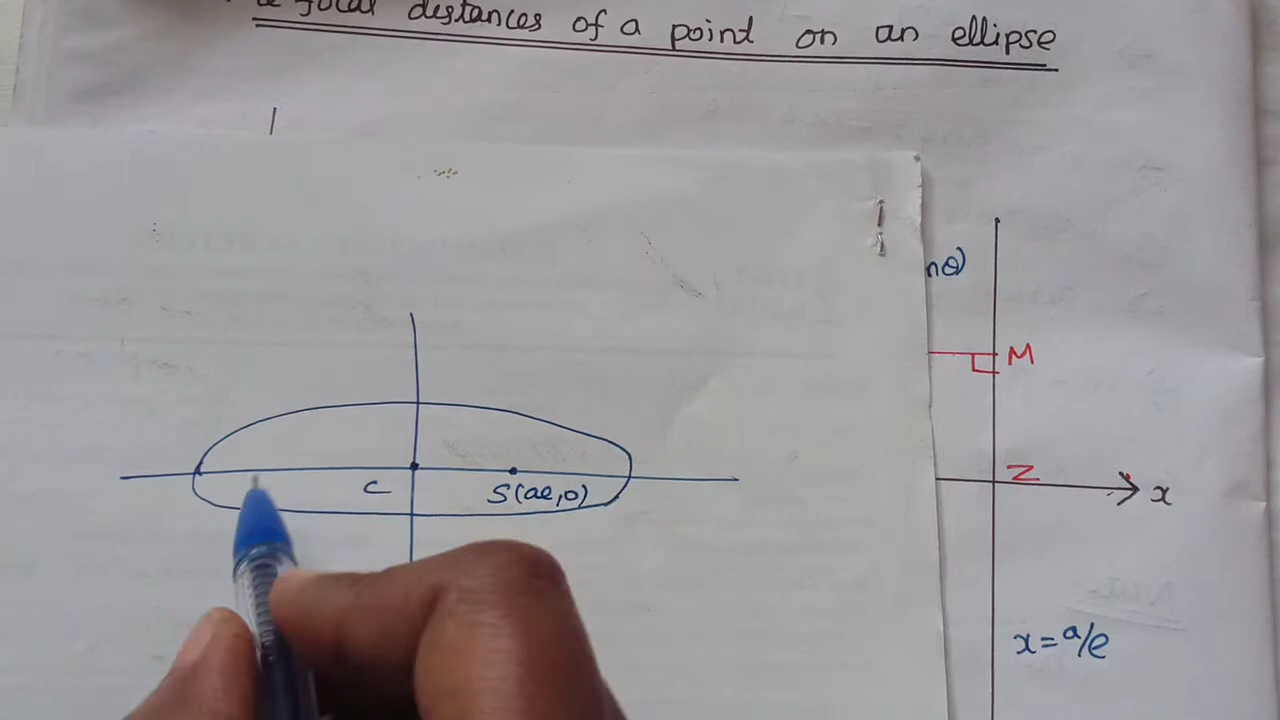 focal distances of a point on an ellipse
nθ)
M
C
S(ae,0)
Z
x
x=a/e